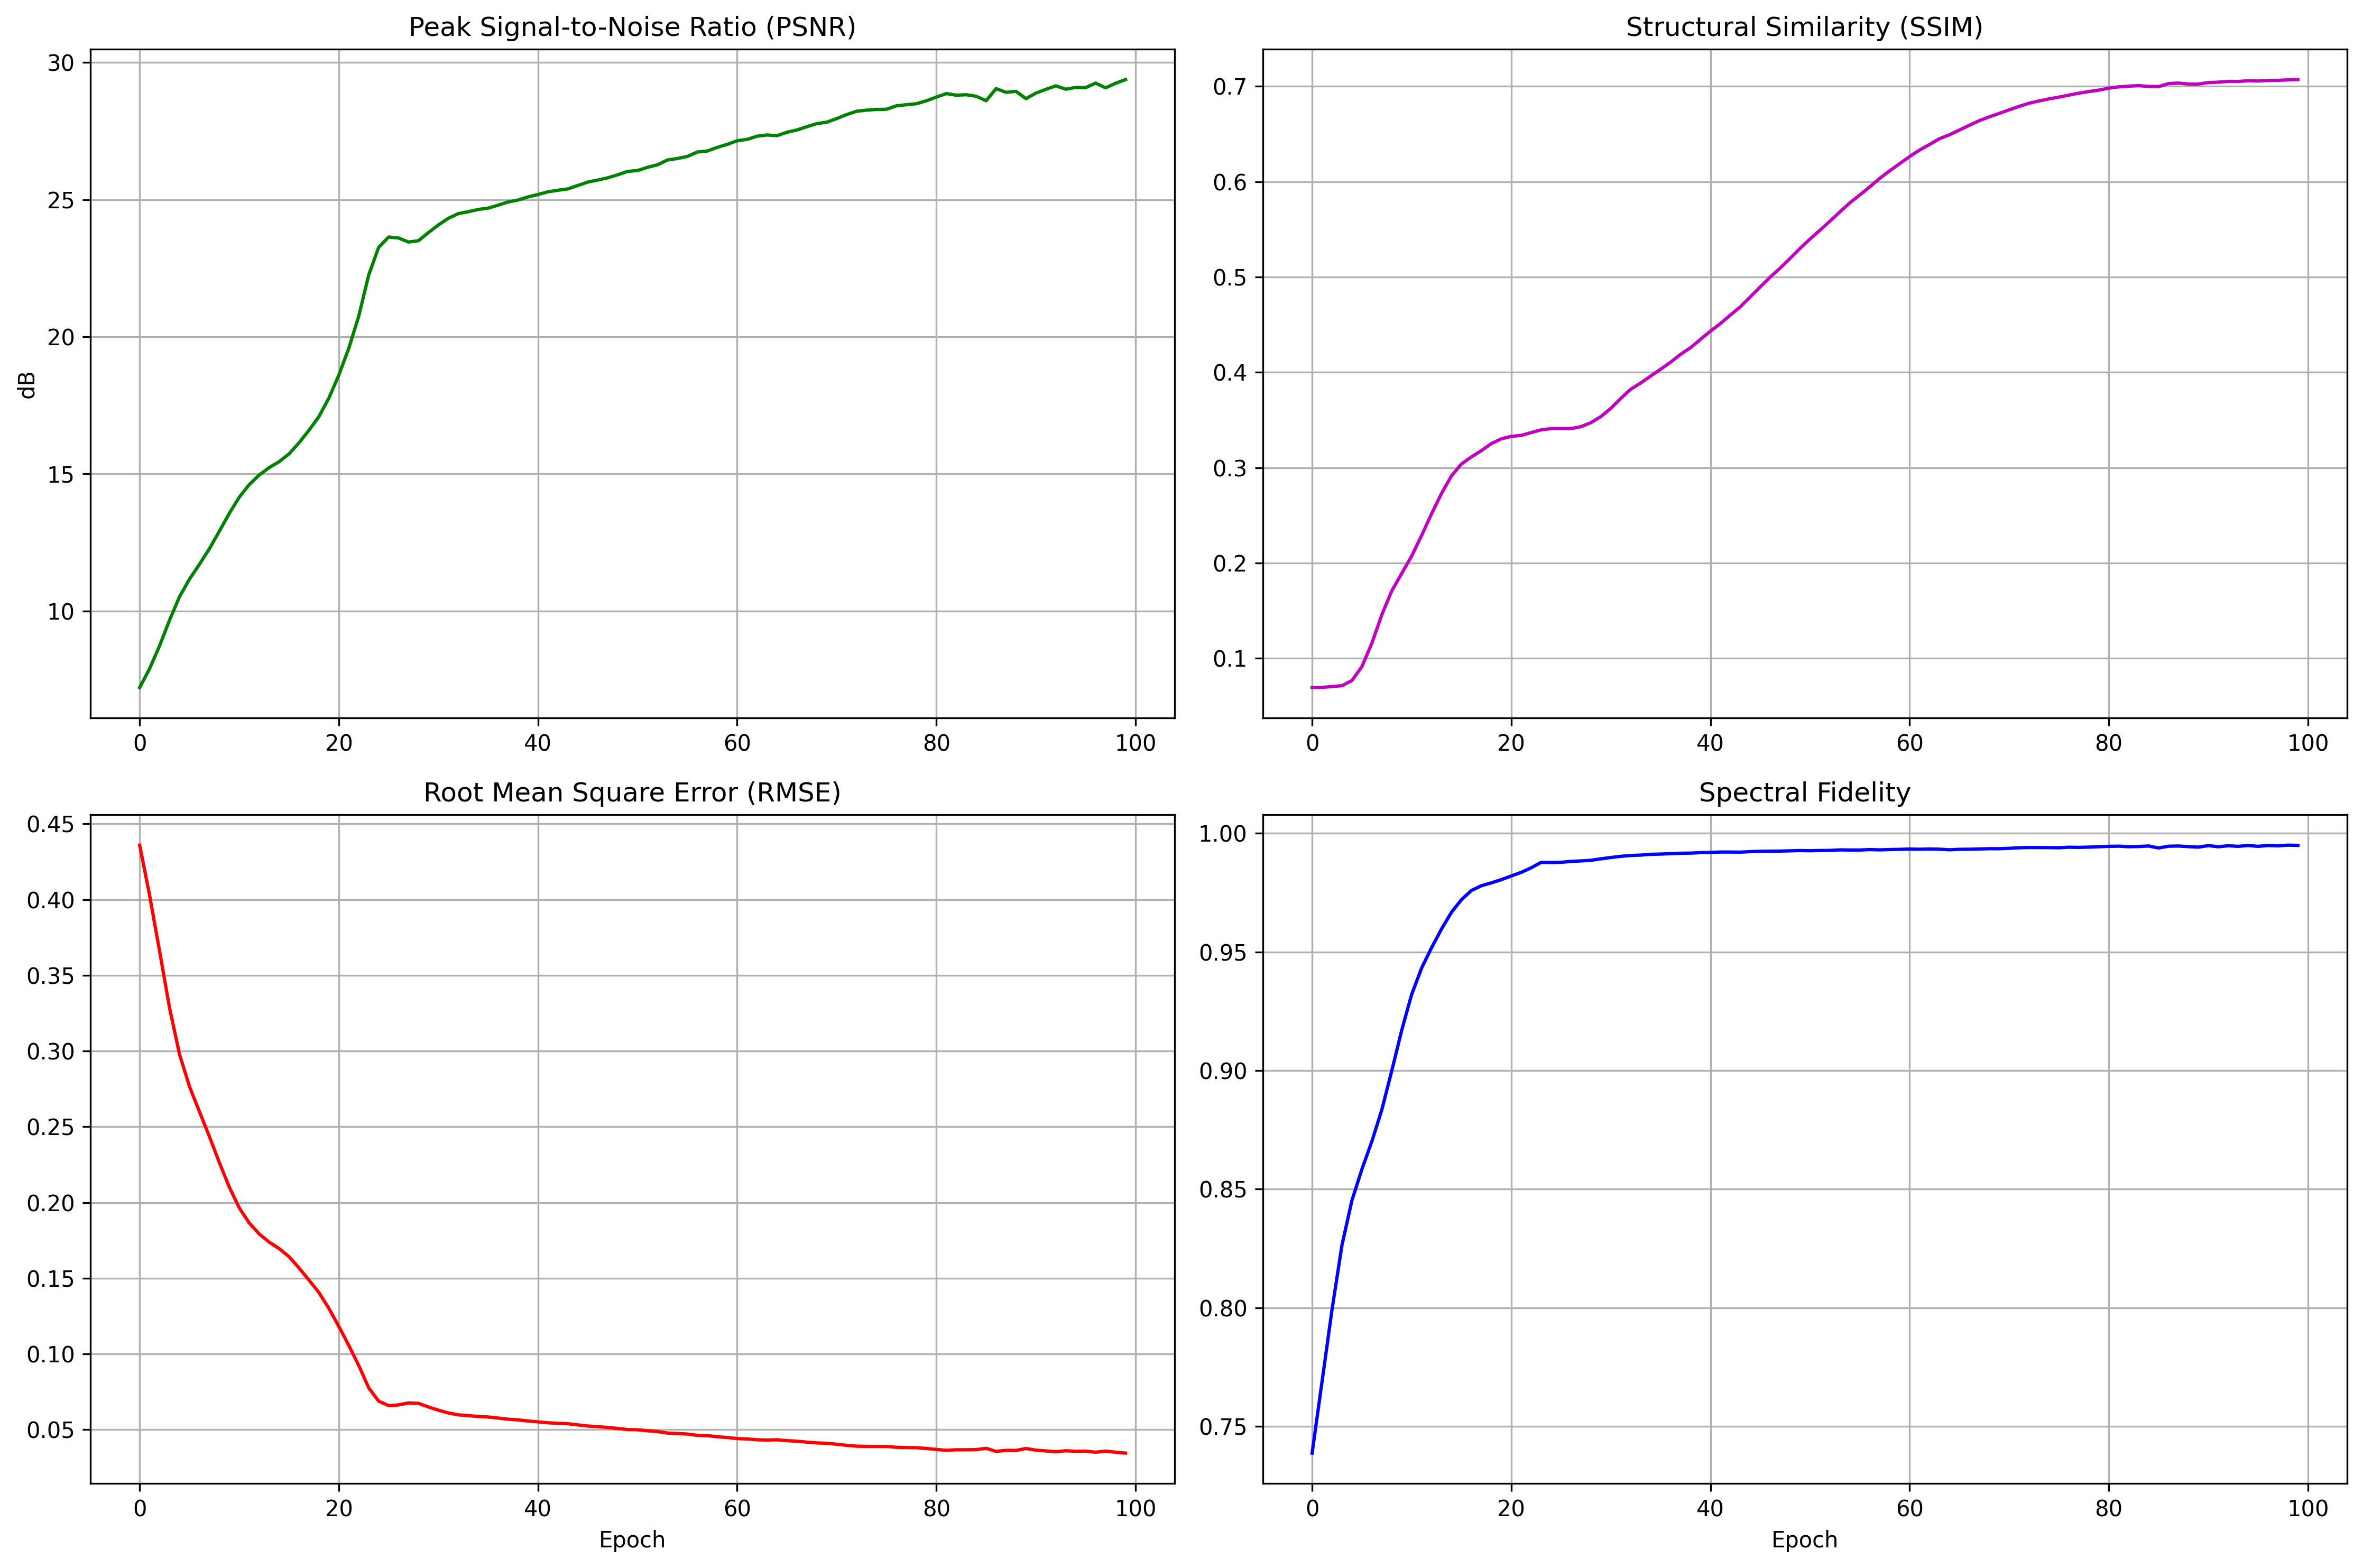 Peak Signal-to-Noise Ratio (PSNR)
30
25
20
15
10
dB
0 20 40 60 80 100
Structural Similarity (SSIM)
0.7
0.6
0.5
0.4
0.3
0.2
0.1
0 20 40 60 80 100
Root Mean Square Error (RMSE)
0.45
0.40
0.35
0.30
0.25
0.20
0.15
0.10
0.05
0 20 40 60 80 100
Epoch
Spectral Fidelity
1.00
0.95
0.90
0.85
0.80
0.75
0 20 40 60 80 100
Epoch